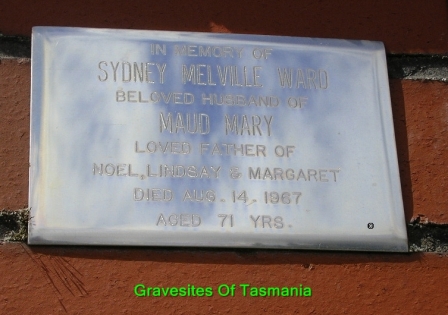 IN MEMORY OF
SYDNEY MELVILLE WARD
BELOVED HUSBAND OF
MAUD MARY
LOVED FATHER OF
NOEL, LINDSAY & MARGARET
DIED AUG. 14. 1967
AGED 71 YRS.
Gravesites Of Tasmania